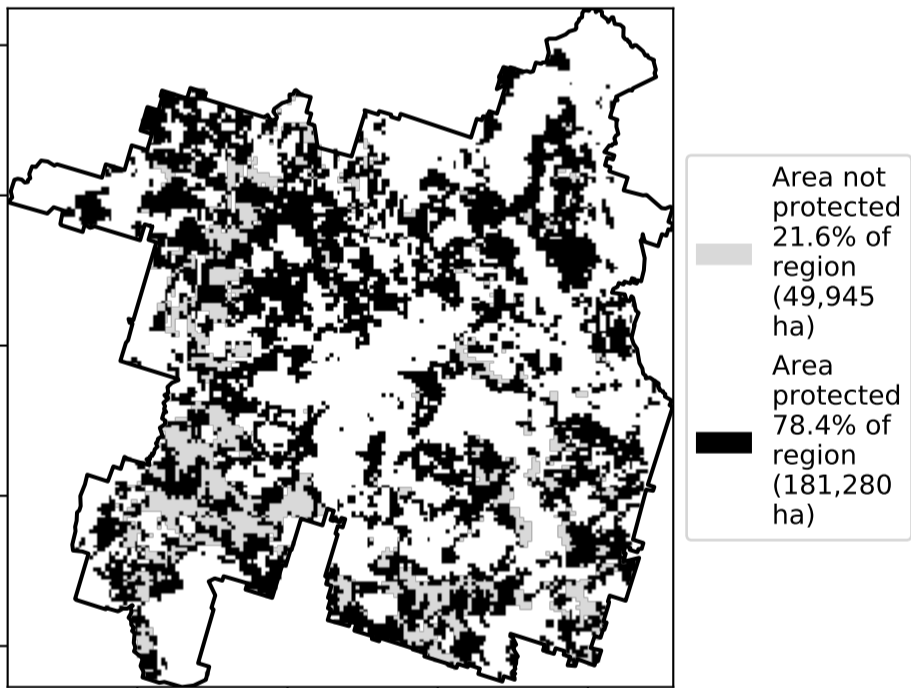 Area not
protected
21.6% of
region
(49,945
ha)
Area
protected
78.4% of
region
(181,280
ha)